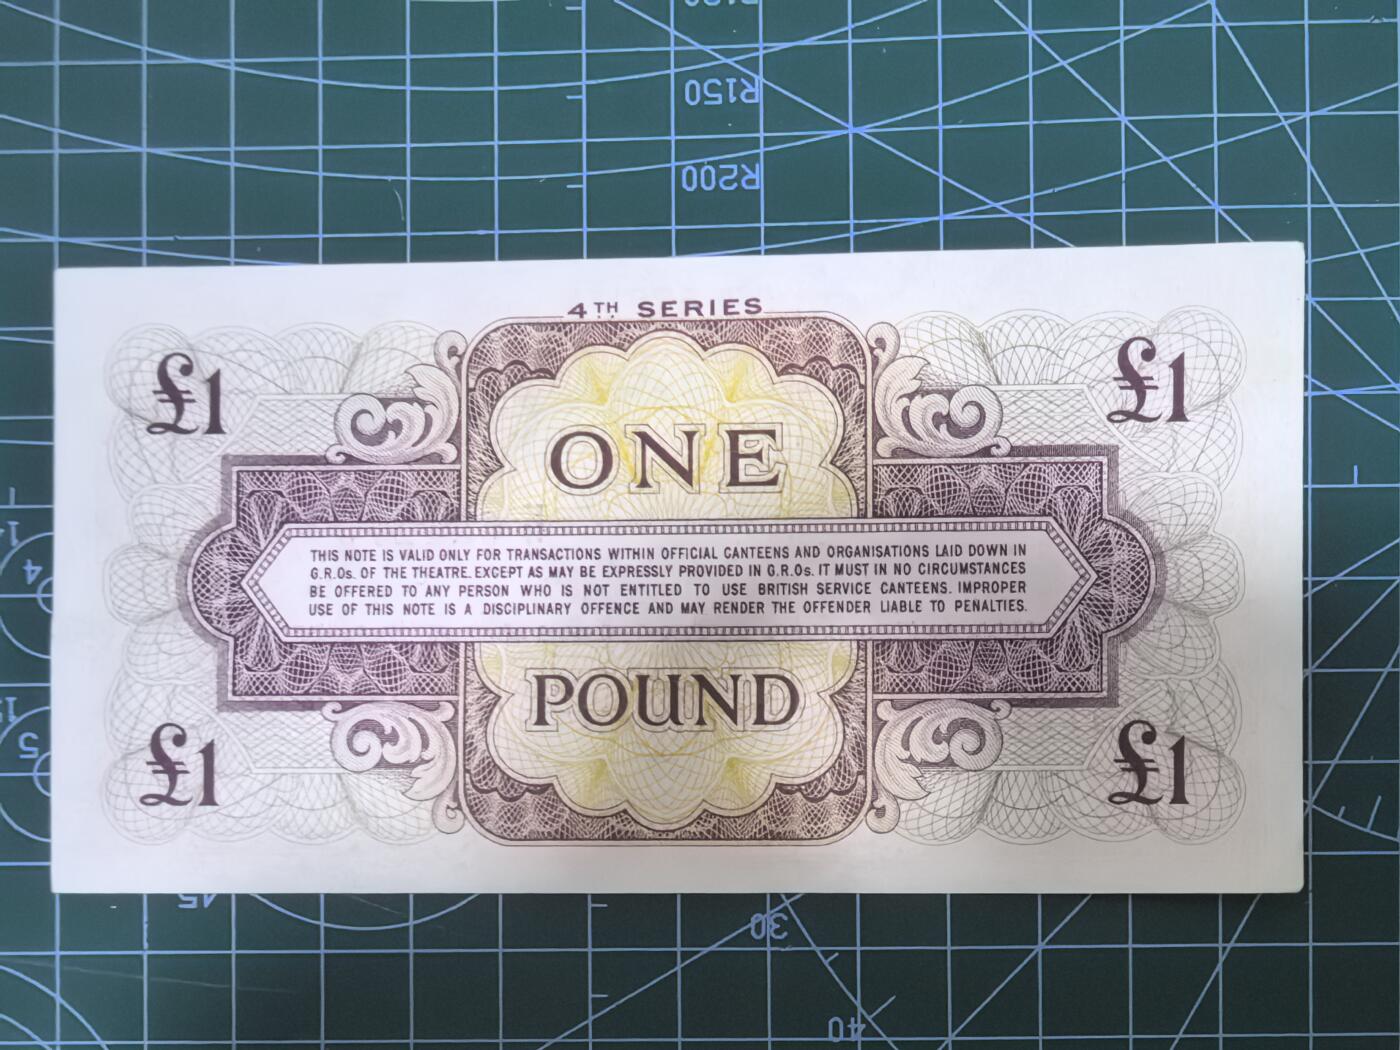 R150
R200
4TH SERIES
£1 £1
ONE
THIS NOTE IS VALID ONLY FOR TRANSACTIONS WITHIN OFFICIAL CANTEENS AND ORGANISATIONS LAID DOWN IN
G.R.Os. OF THE THEATRE. EXCEPT AS MAY BE EXPRESSLY PROVIDED IN G.R.Os. IT MUST IN NO CIRCUMSTANCES
BE OFFERED TO ANY PERSON WHO IS NOT ENTITLED TO USE BRITISH SERVICE CANTEENS. IMPROPER
USE OF THIS NOTE IS A DISCIPLINARY OFFENCE AND MAY RENDER THE OFFENDER LIABLE TO PENALTIES.
4
POUND
5
£1 £1
45
30
40